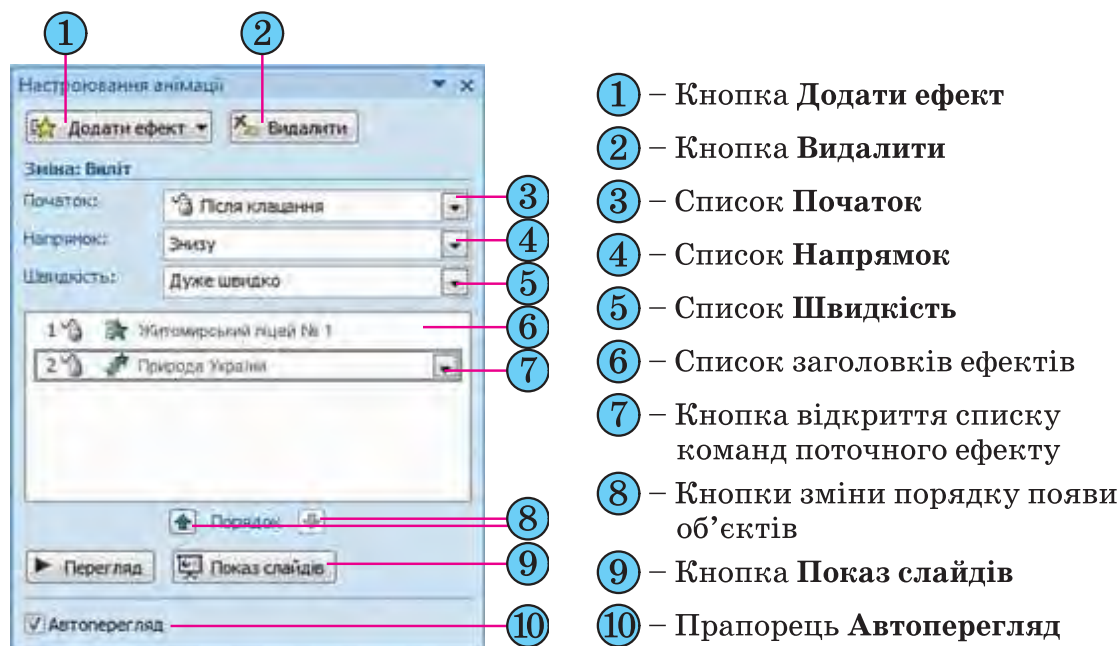 1
2
Настроювання анімації
Додати ефект
Видалити
Зміна: Виліт
Початок:
Після клацання
3
Напрямок:
Знизу
4
Швидкість:
Дуже швидко
5
1 Житомирський ліцей № 1
6
2 Природа України
7
Порядок
8
Перегляд
Показ слайдів
9
Автоперегляд
10
1 – Кнопка Додати ефект
2 – Кнопка Видалити
3 – Список Початок
4 – Список Напрямок
5 – Список Швидкість
6 – Список заголовків ефектів
7 – Кнопка відкриття списку
команд поточного ефекту
8 – Кнопки зміни порядку появи
об’єктів
9 – Кнопка Показ слайдів
10 – Прапорець Автоперегляд